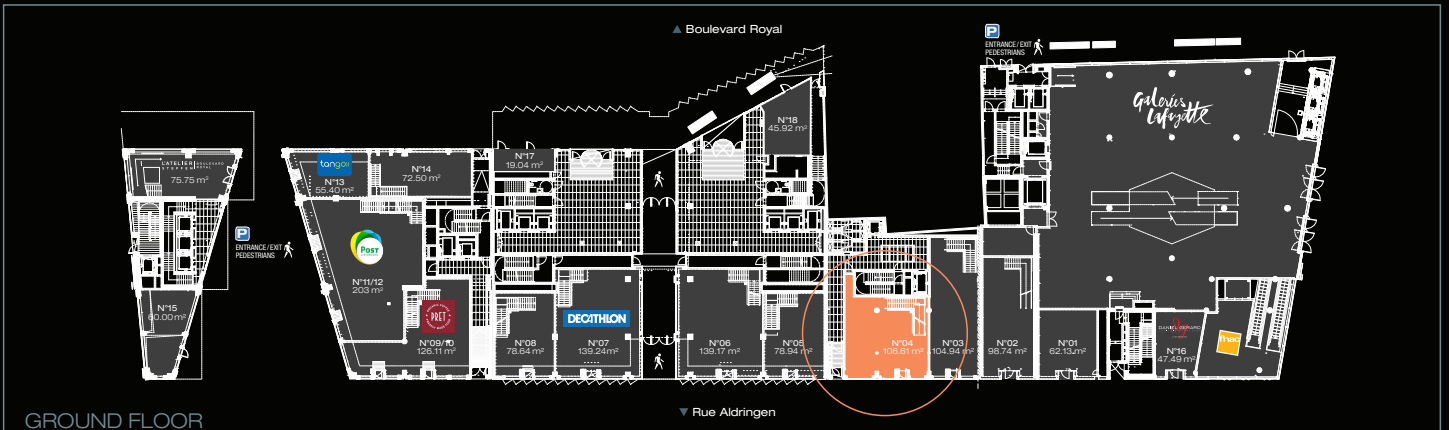 ▲ Boulevard Royal
P
ENTRANCE/EXIT
PEDESTRIANS
Galeries
Lafayette
N°18
45.92 m²
L'ATELIER
STEFFEN
BOULEVARD
ROYAL
75.75 m²
tango
N°13
55.40 m²
N°14
72.50 m²
N°17
19.04 m²
P
ENTRANCE/EXIT
PEDESTRIANS
POST
N°11/12
203 m²
N°15
60.00 m²
PRET
N°09/10
126.11 m²
N°08
78.64 m²
DECATHLON
N°07
139.24 m²
N°06
139.17 m²
N°05
78.94 m²
N°04
106.61 m²
N°03
104.94 m²
N°02
98.74 m²
N°01
62.13 m²
N°16
47.49 m²
fnac
▼ Rue Aldringen
GROUND FLOOR